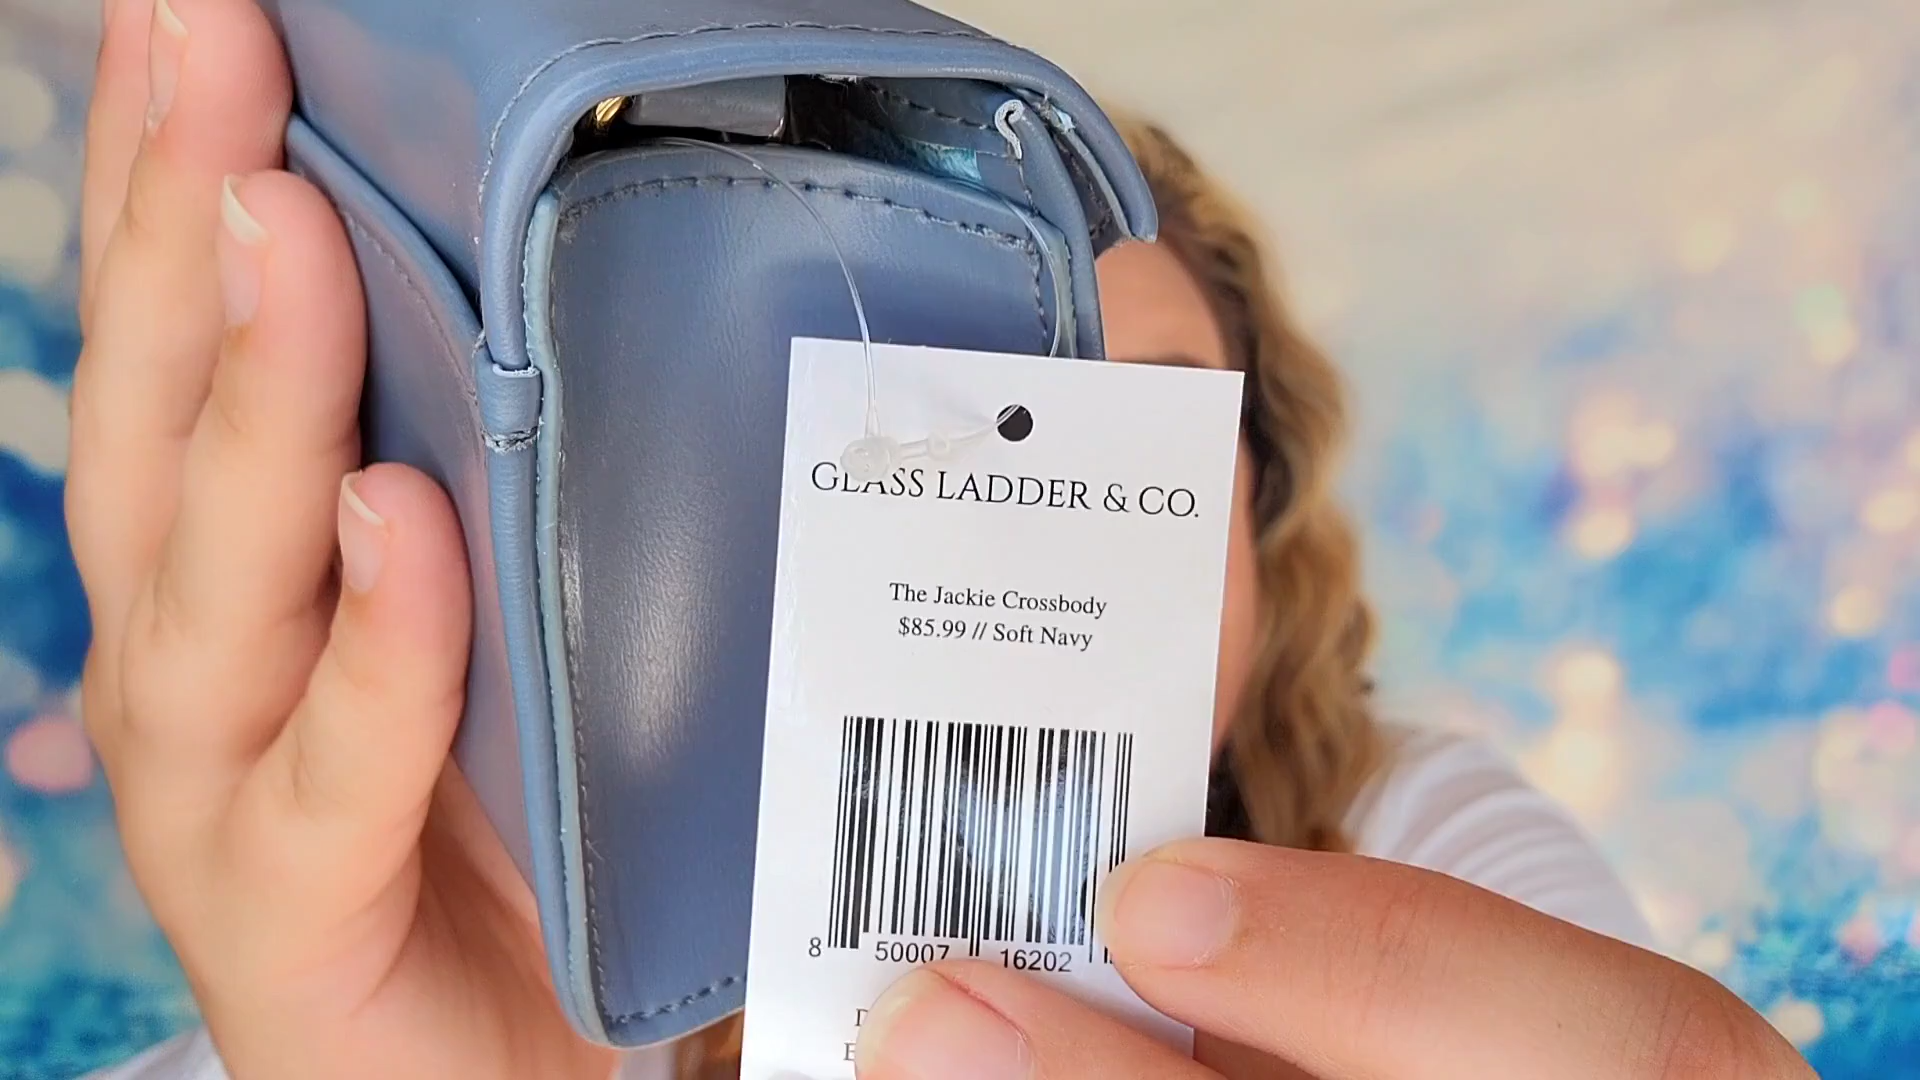 GLASS LADDER & CO.
The Jackie Crossbody
$85.99 // Soft Navy
8 50007 16202